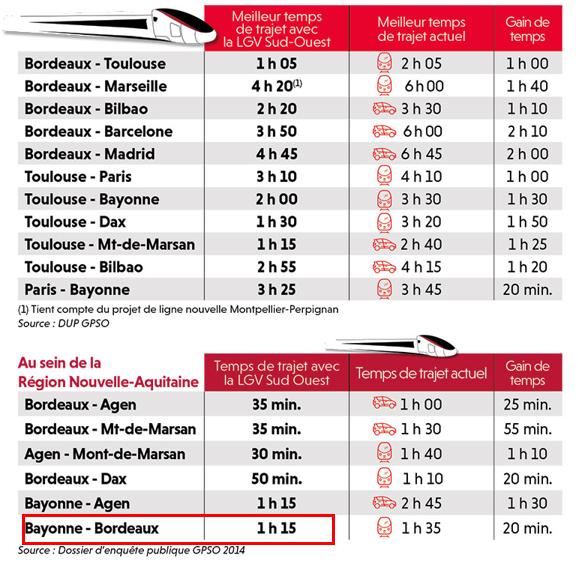 Meilleur temps de trajet avec la LGV Sud-Ouest | Meilleur temps de trajet actuel | Gain de temps
Bordeaux - Toulouse 1 h 05 2 h 05 1 h 00
Bordeaux - Marseille 4 h 20(1) 6 h 00 1 h 40
Bordeaux - Bilbao 2 h 20 3 h 30 1 h 10
Bordeaux - Barcelone 3 h 50 6 h 00 2 h 10
Bordeaux - Madrid 4 h 45 6 h 45 2 h 00
Toulouse - Paris 3 h 10 4 h 10 1 h 00
Toulouse - Bayonne 2 h 00 3 h 30 1 h 30
Toulouse - Dax 1 h 30 3 h 20 1 h 50
Toulouse - Mt-de-Marsan 1 h 15 2 h 40 1 h 25
Toulouse - Bilbao 2 h 55 4 h 15 1 h 20
Paris - Bayonne 3 h 25 3 h 45 20 min.
(1) Tient compte du projet de ligne nouvelle Montpellier-Perpignan
Source : DUP GPSO
Au sein de la Région Nouvelle-Aquitaine | Temps de trajet avec la LGV Sud Ouest | Temps de trajet actuel | Gain de temps
Bordeaux - Agen 35 min. 1 h 00 25 min.
Bordeaux - Mt-de-Marsan 35 min. 1 h 30 55 min.
Agen - Mont-de-Marsan 30 min. 1 h 40 1 h 10
Bordeaux - Dax 50 min. 1 h 10 20 min.
Bayonne - Agen 1 h 15 2 h 45 1 h 30
Bayonne - Bordeaux 1 h 15 1 h 35 20 min.
Source : Dossier d'enquête publique GPSO 2014